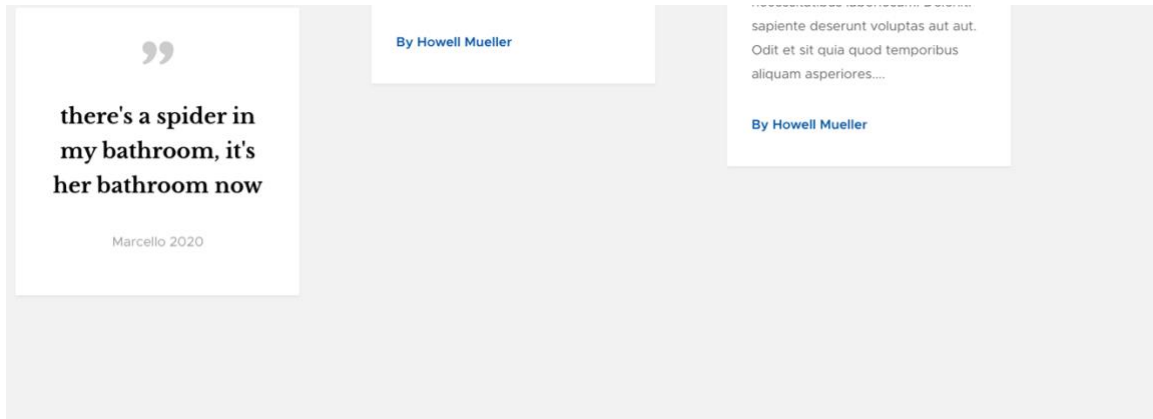 ”
there's a spider in
my bathroom, it's
her bathroom now
Marcello 2020
By Howell Mueller
sapiente deserunt voluptas aut aut.
Odit et sit quia quod temporibus
aliquam asperiores....
By Howell Mueller